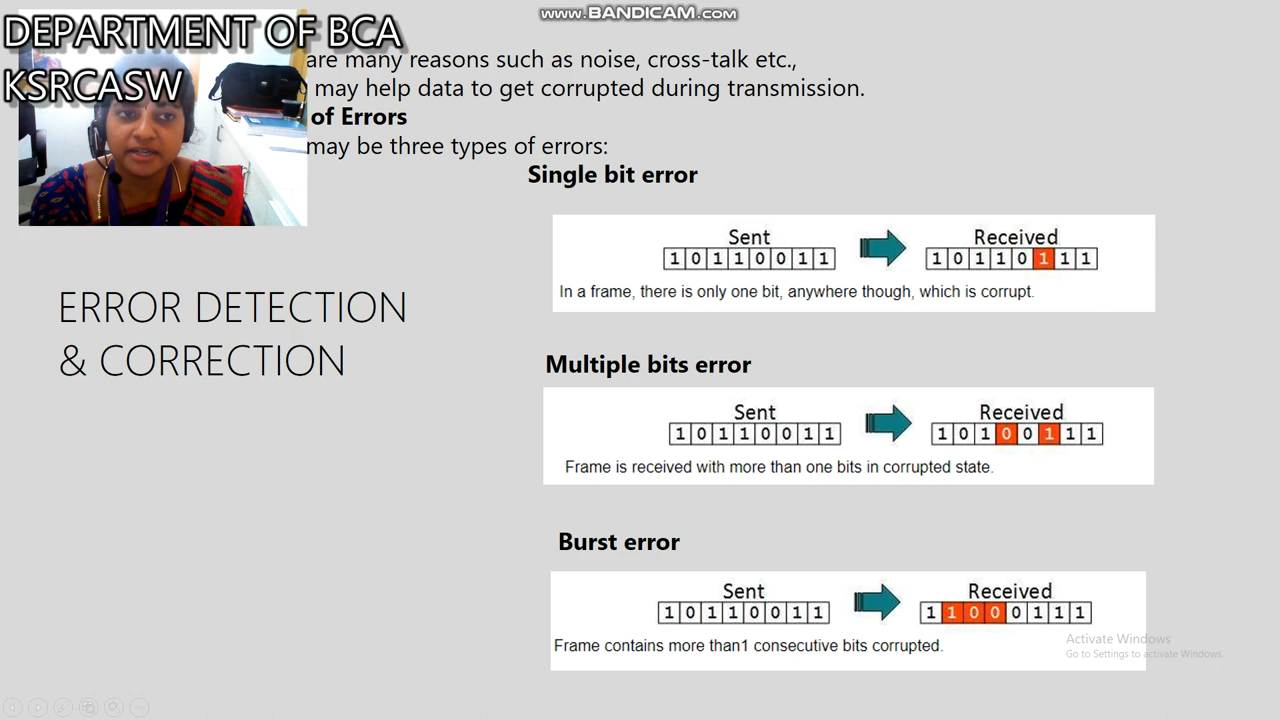 www.BANDICAM.com
DEPARTMENT OF BCA
KSRCASW
are many reasons such as noise, cross-talk etc.,
may help data to get corrupted during transmission.
of Errors
may be three types of errors:
Single bit error
Sent Received
1 0 1 1 0 0 1 1 1 0 1 1 0 1 1 1
In a frame, there is only one bit, anywhere though, which is corrupt.
ERROR DETECTION
& CORRECTION
Multiple bits error
Sent Received
1 0 1 1 0 0 1 1 1 0 1 0 0 1 1 1
Frame is received with more than one bits in corrupted state.
Burst error
Sent Received
1 0 1 1 0 0 1 1 1 1 0 0 0 1 1 1
Frame contains more than1 consecutive bits corrupted.
Activate Windows
Go to Settings to activate Windows.